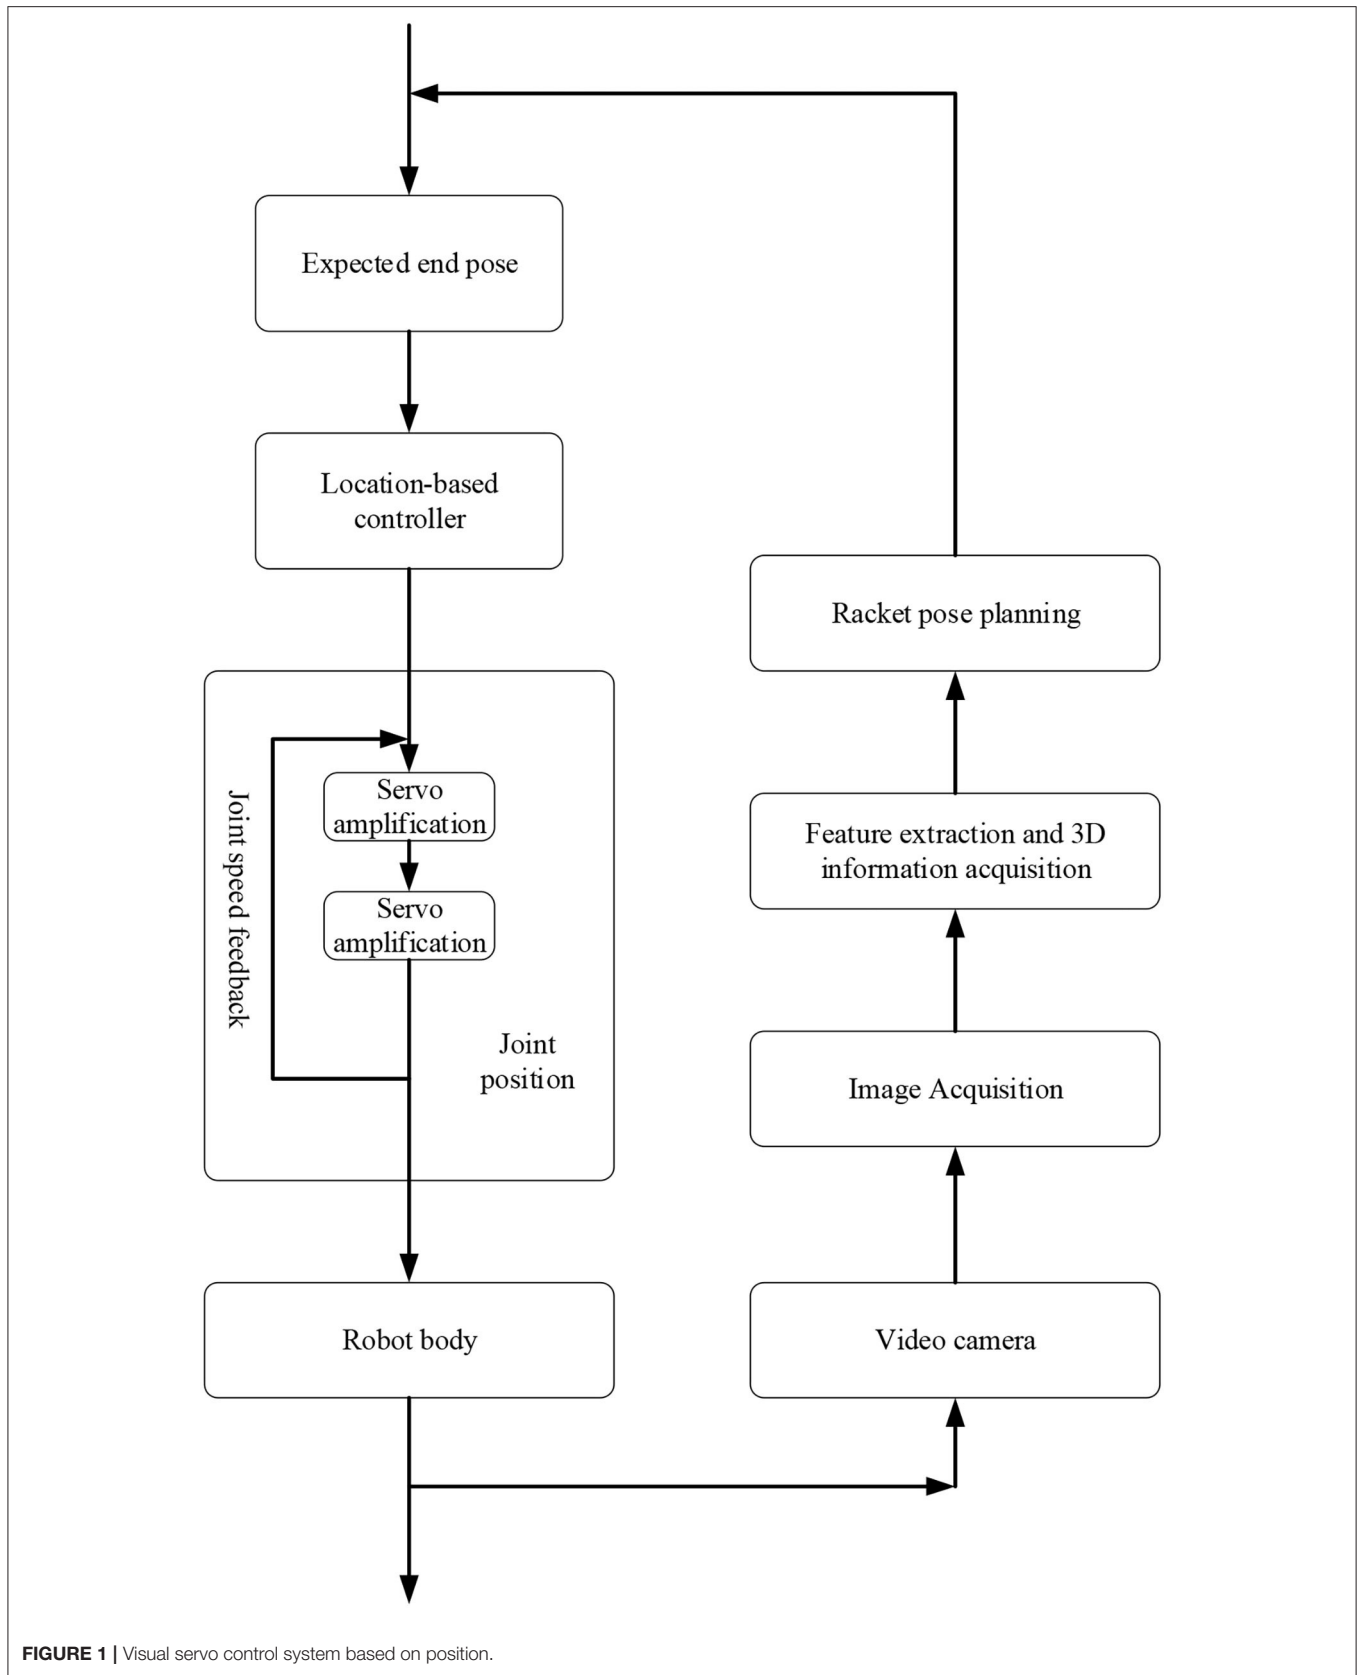 Expected end pose
Location-based
controller
Servo
amplification
Servo
amplification
Joint speed feedback
Joint
position
Robot body
Racket pose planning
Feature extraction and 3D
information acquisition
Image Acquisition
Video camera
FIGURE 1 | Visual servo control system based on position.